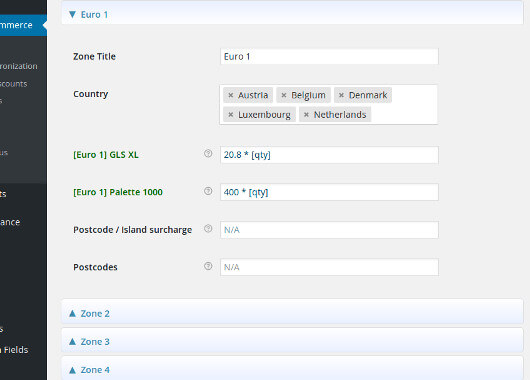 Euro 1
mmerce
Zone Title
Euro 1
ronization
Country
× Austria × Belgium × Denmark
scounts
× Luxembourg × Netherlands
s
us
[Euro 1] GLS XL
20.8 * [qty]
ts
[Euro 1] Palette 1000
400 * [qty]
ance
Postcode / Island surcharge
N/A
Postcodes
N/A
Zone 2
s
Zone 3
n Fields
Zone 4